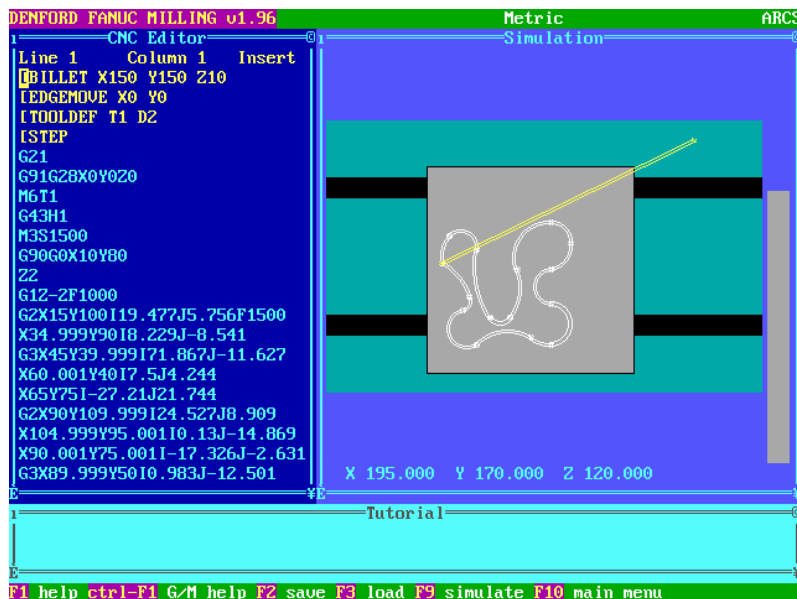 DENFORD FANUC MILLING v1.96 Metric ARCS
CNC Editor
Simulation
Line 1 Column 1 Insert
[BILLET X150 Y150 Z10
[EDGEMOVE X0 Y0
[TOOLDEF T1 D2
[STEP
G21
G91G28X0Y0Z0
M6T1
G43H1
M3S1500
G90G0X10Y80
Z2
G1Z-2F1000
G2X15Y100I19.477J5.756F1500
X34.999Y90I8.229J-8.541
G3X45Y39.999I71.867J-11.627
X60.001Y40I7.5J4.244
X65Y75I-27.21J21.744
G2X90Y109.999I24.527J8.909
X104.999Y95.001I0.13J-14.869
X90.001Y75.001I-17.326J-2.631
G3X89.999Y50I0.983J-12.501
X 195.000 Y 170.000 Z 120.000
Tutorial
F1 help ctrl-F1 G/M help F2 save F3 load F9 simulate F10 main menu